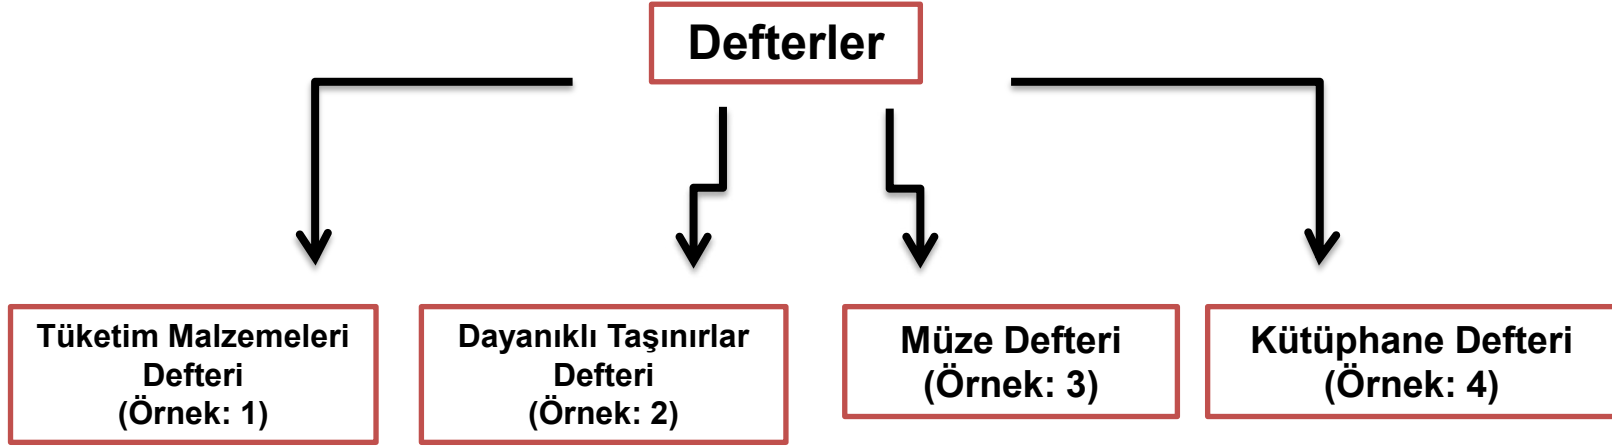 Defterler
Tüketim Malzemeleri
Defteri
(Örnek: 1)
Dayanıklı Taşınırlar
Defteri
(Örnek: 2)
Müze Defteri
(Örnek: 3)
Kütüphane Defteri
(Örnek: 4)